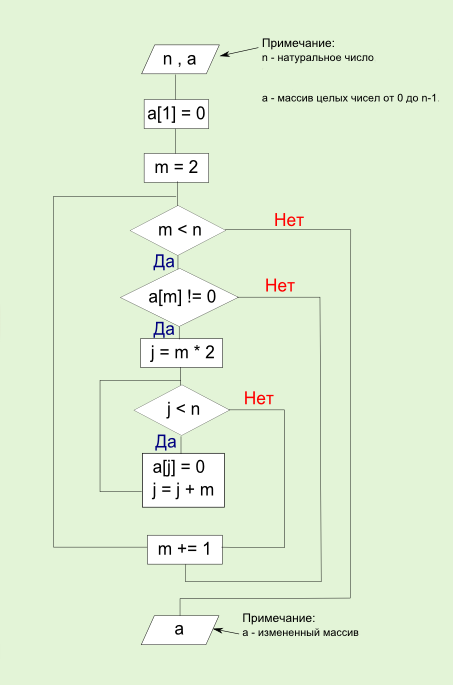 Примечание:
n , a
n - натуральное число
a - массив целых чисел от 0 до n-1.
a[1] = 0
m = 2
m < n
Нет
Да
a[m] != 0
Нет
Да
j = m * 2
j < n
Нет
Да
a[j] = 0
j = j + m
m += 1
Примечание:
a
a - измененный массив